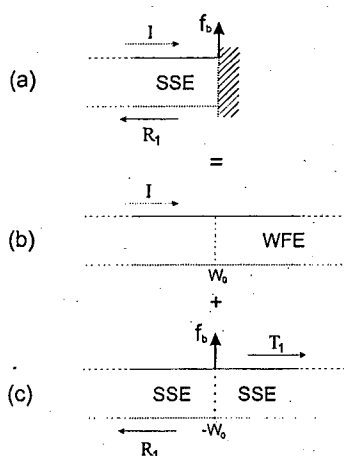 I
f_b
(a)
SSE
R_1
=
I
(b)
WFE
W_0
+
f_b
T_1
(c)
SSE SSE
-W_0
R_1